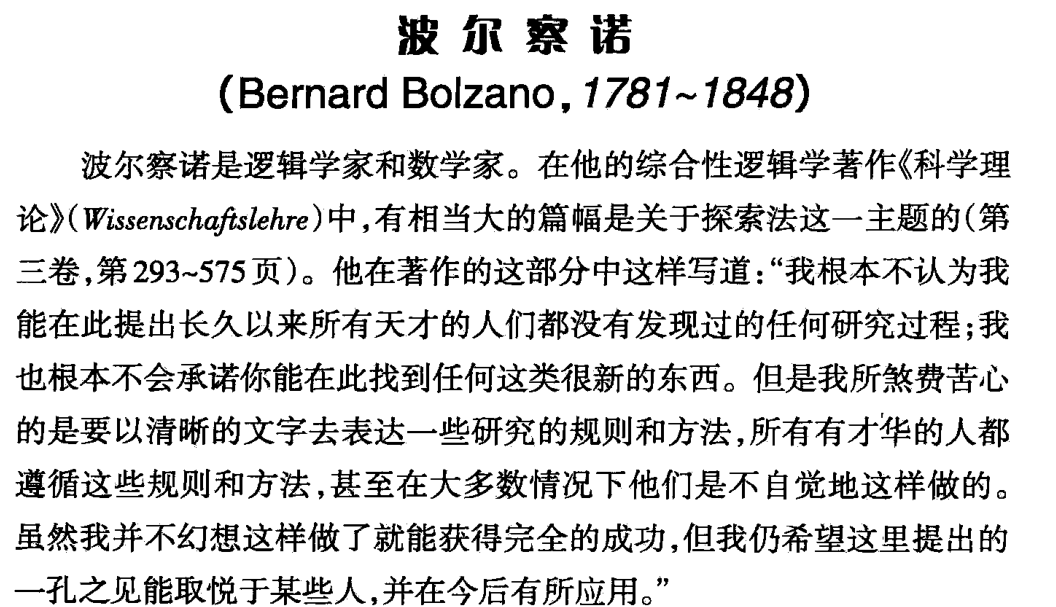 波尔察诺
(Bernard Bolzano,1781~1848)
波尔察诺是逻辑学家和数学家。在他的综合性逻辑学著作《科学理
论》(Wissenschaftslehre)中,有相当大的篇幅是关于探索法这一主题的(第
三卷,第293~575页)。他在著作的这部分中这样写道:“我根本不认为我
能在此提出长久以来所有天才的人们都没有发现过的任何研究过程;我
也根本不会承诺你能在此找到任何这类很新的东西。但是我所煞费苦心
的是要以清晰的文字去表达一些研究的规则和方法,所有有才华的人都
遵循这些规则和方法,甚至在大多数情况下他们是不自觉地这样做的。
虽然我并不幻想这样做了就能获得完全的成功,但我仍希望这里提出的
一孔之见能取悦于某些人,并在今后有所应用。”